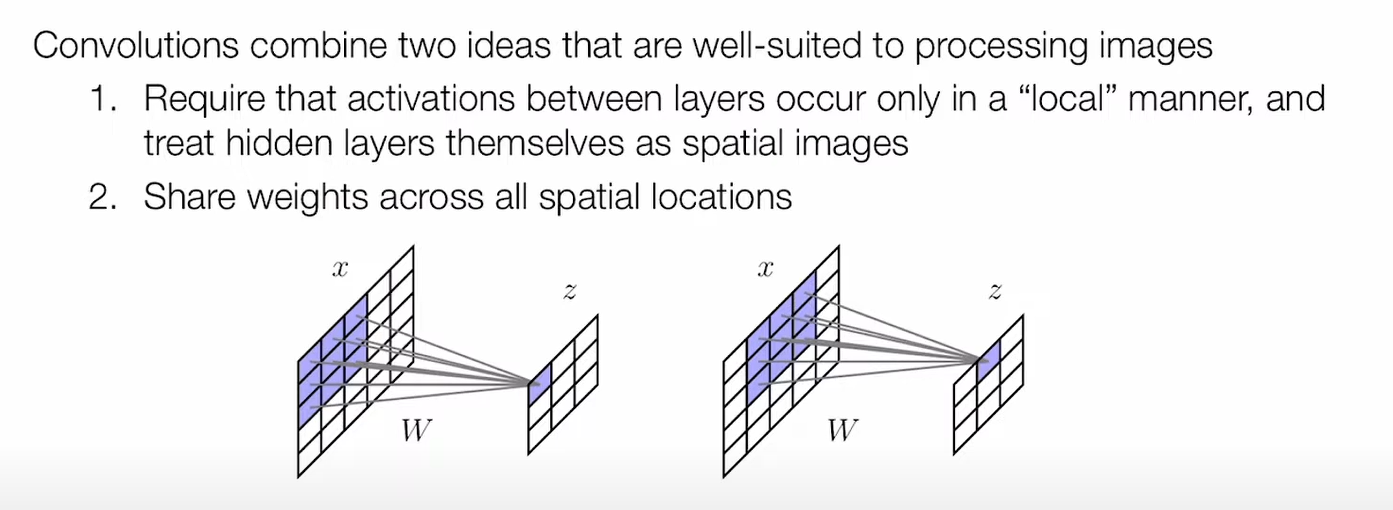 Convolutions combine two ideas that are well-suited to processing images
1. Require that activations between layers occur only in a “local” manner, and
treat hidden layers themselves as spatial images
2. Share weights across all spatial locations
x
z
W
x
z
W